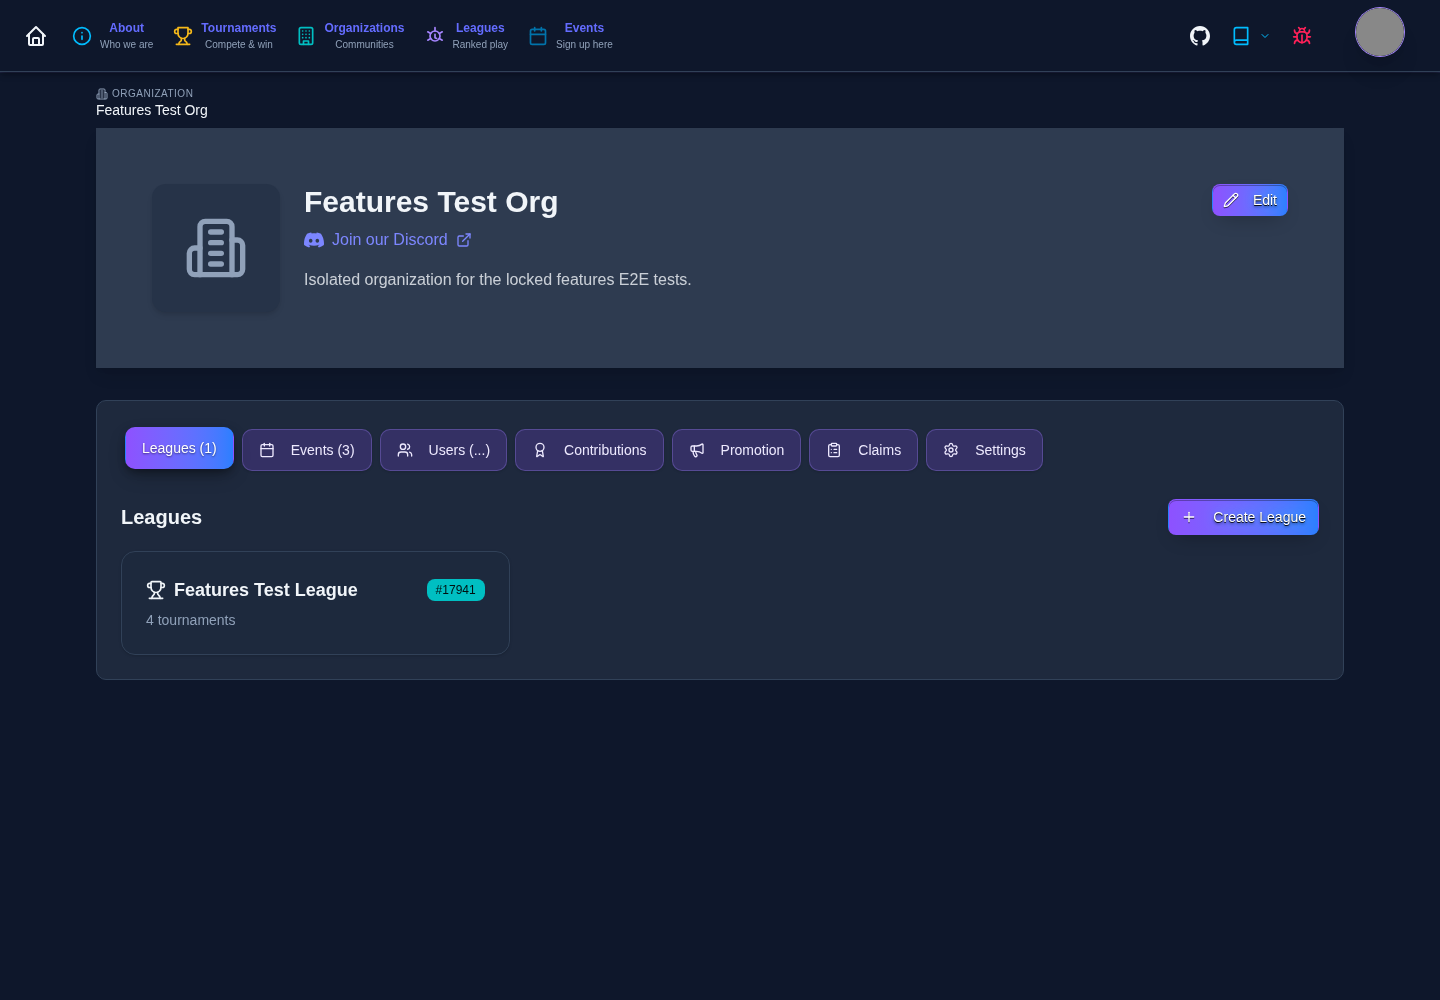 About
Who we are
Tournaments
Compete & win
Organizations
Communities
Leagues
Ranked play
Events
Sign up here
ORGANIZATION
Features Test Org
Features Test Org
Edit
Join our Discord
Isolated organization for the locked features E2E tests.
Leagues (1)
Events (3)
Users (...)
Contributions
Promotion
Claims
Settings
Leagues
Create League
Features Test League
#17941
4 tournaments